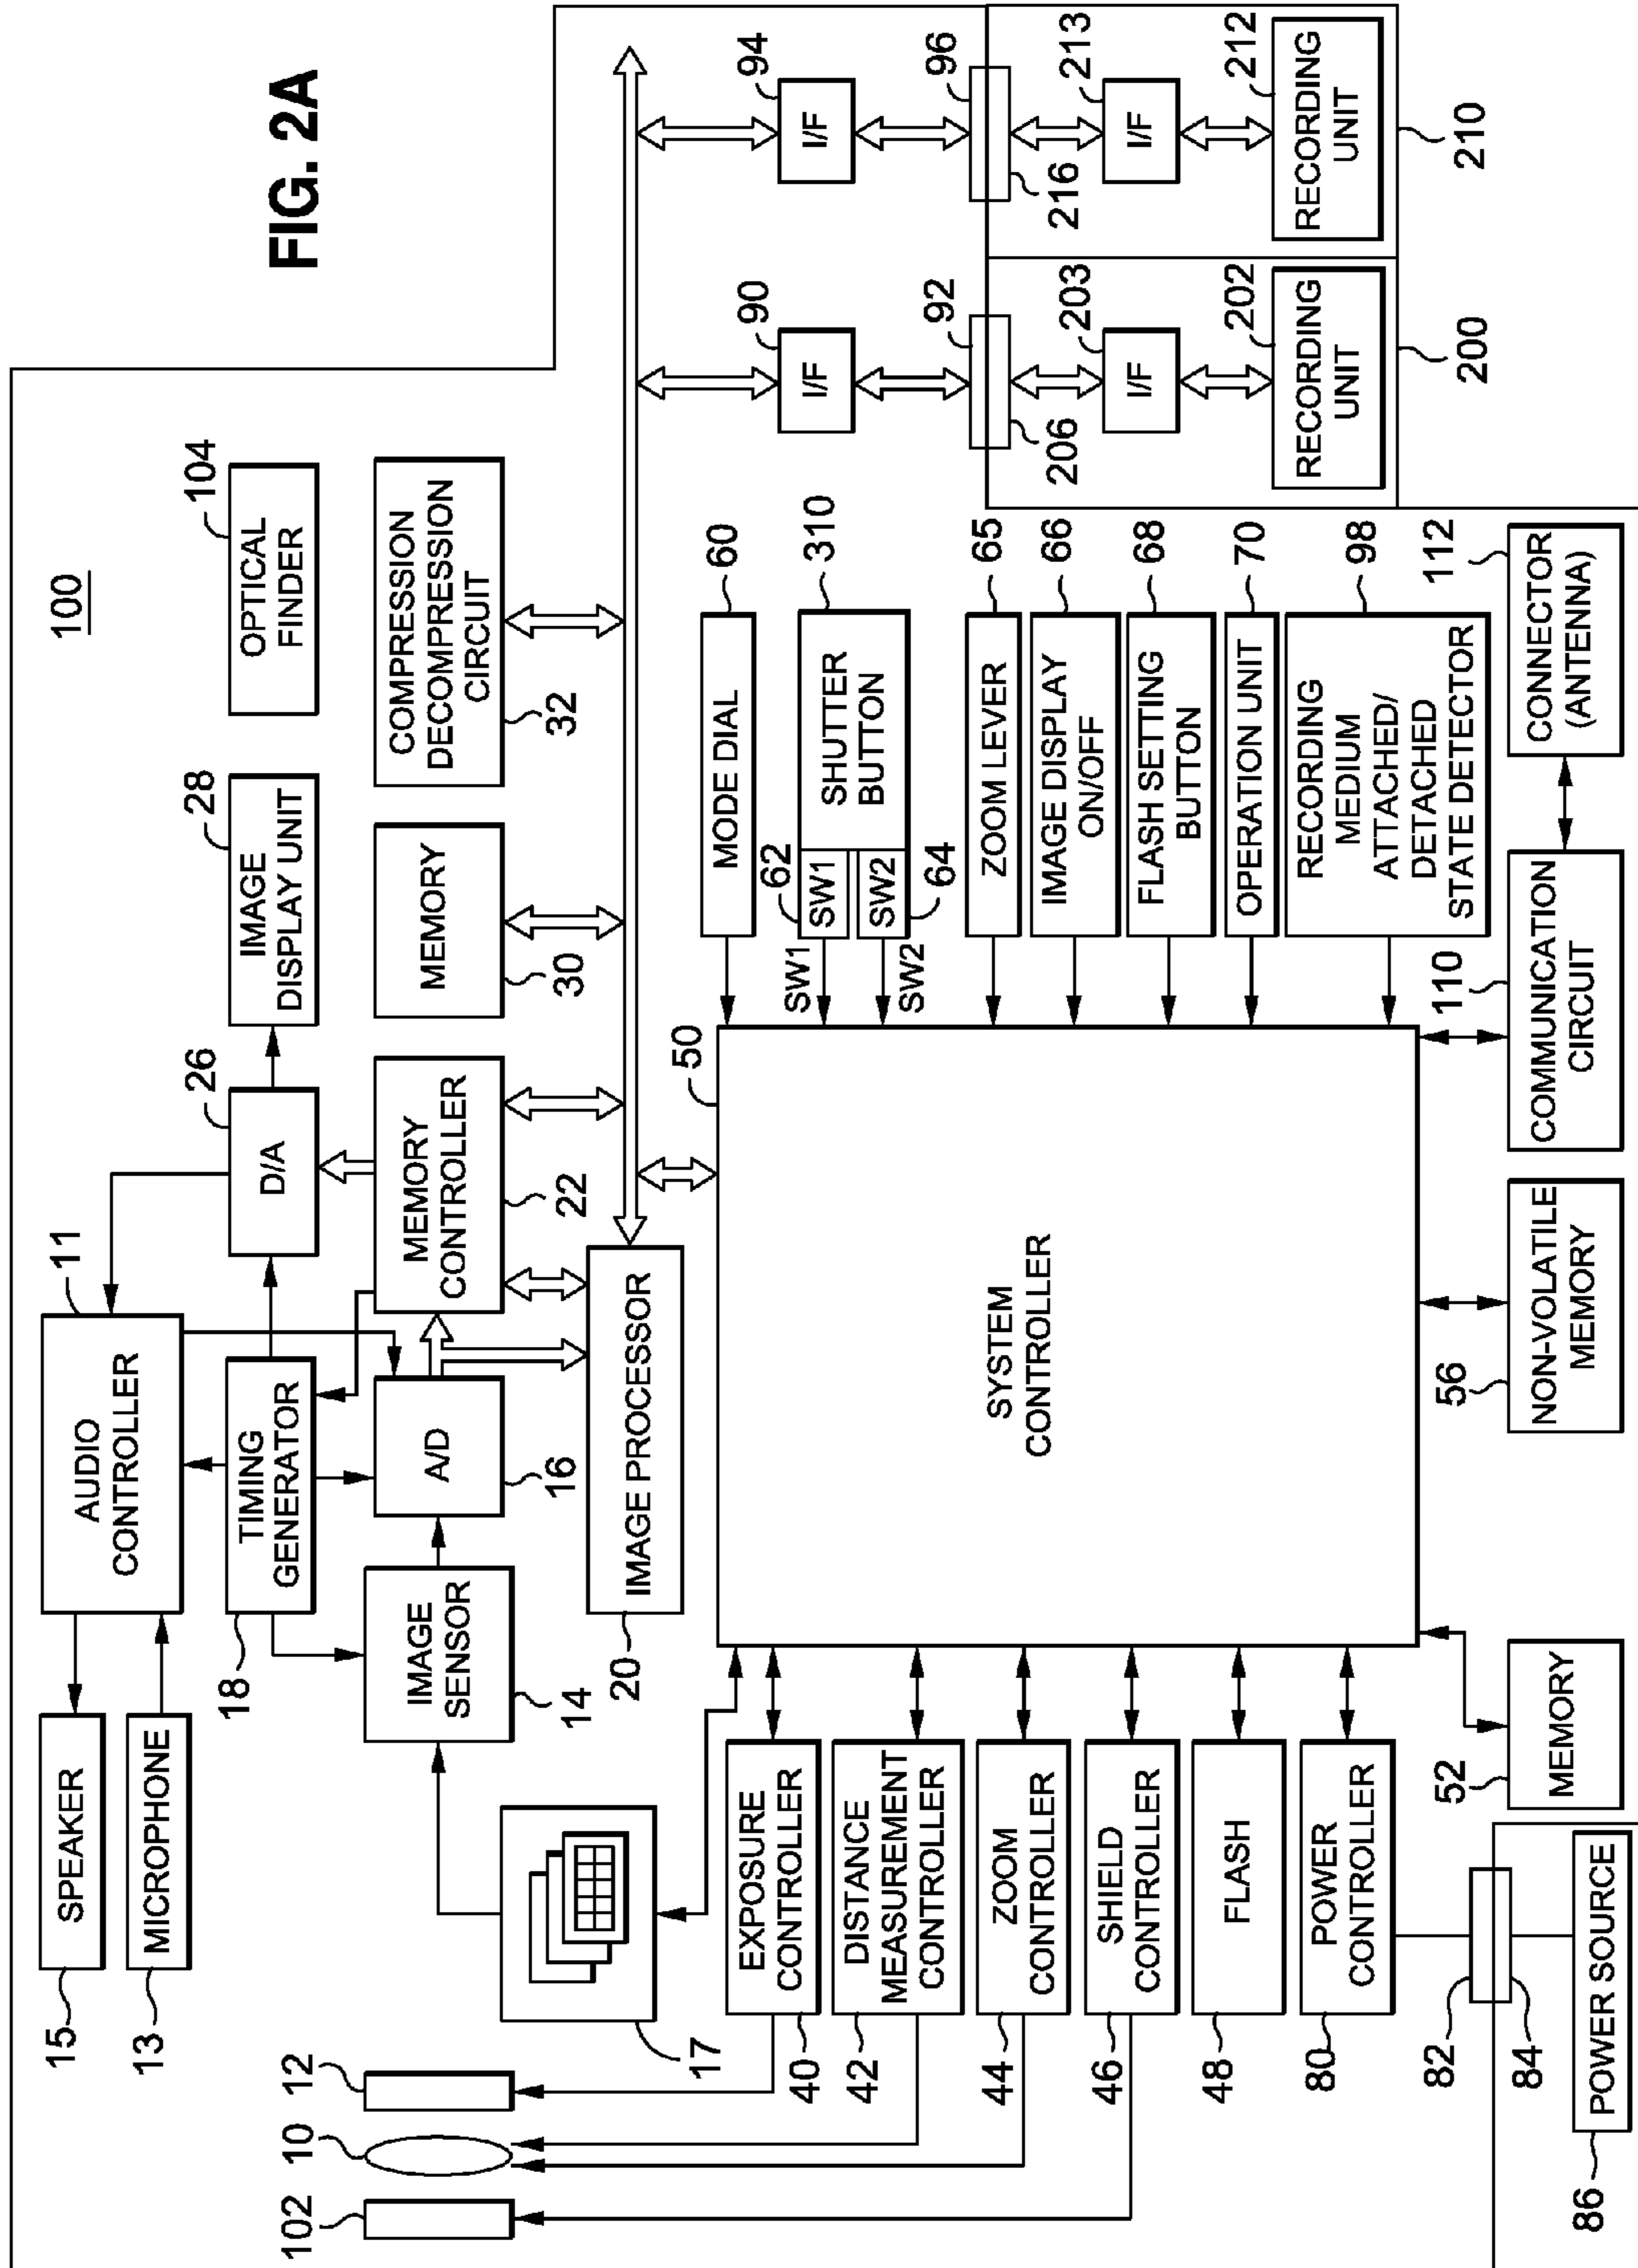 FIG. 2A
100
15
SPEAKER
13
MICROPHONE
11
AUDIO
CONTROLLER
18
TIMING
GENERATOR
26
D/A
28
IMAGE
DISPLAY UNIT
104
OPTICAL
FINDER
102
10
12
17
14
IMAGE
SENSOR
16
A/D
22
MEMORY
CONTROLLER
30
MEMORY
32
COMPRESSION
DECOMPRESSION
CIRCUIT
20
IMAGE PROCESSOR
40
EXPOSURE
CONTROLLER
42
DISTANCE
MEASUREMENT
CONTROLLER
44
ZOOM
CONTROLLER
46
SHIELD
CONTROLLER
48
FLASH
80
POWER
CONTROLLER
82
84
86
POWER SOURCE
50
SYSTEM
CONTROLLER
60
MODE DIAL
310
SHUTTER
BUTTON
62
SW1
SW1
SW2
SW2
64
65
ZOOM LEVER
66
IMAGE DISPLAY
ON/OFF
68
FLASH SETTING
BUTTON
70
OPERATION UNIT
98
RECORDING
MEDIUM
ATTACHED/
DETACHED
STATE DETECTOR
52
MEMORY
56
NON-VOLATILE
MEMORY
110
COMMUNICATION
CIRCUIT
112
CONNECTOR
(ANTENNA)
90
I/F
94
I/F
92
96
206
216
203
I/F
213
I/F
202
RECORDING
UNIT
212
RECORDING
UNIT
200
210